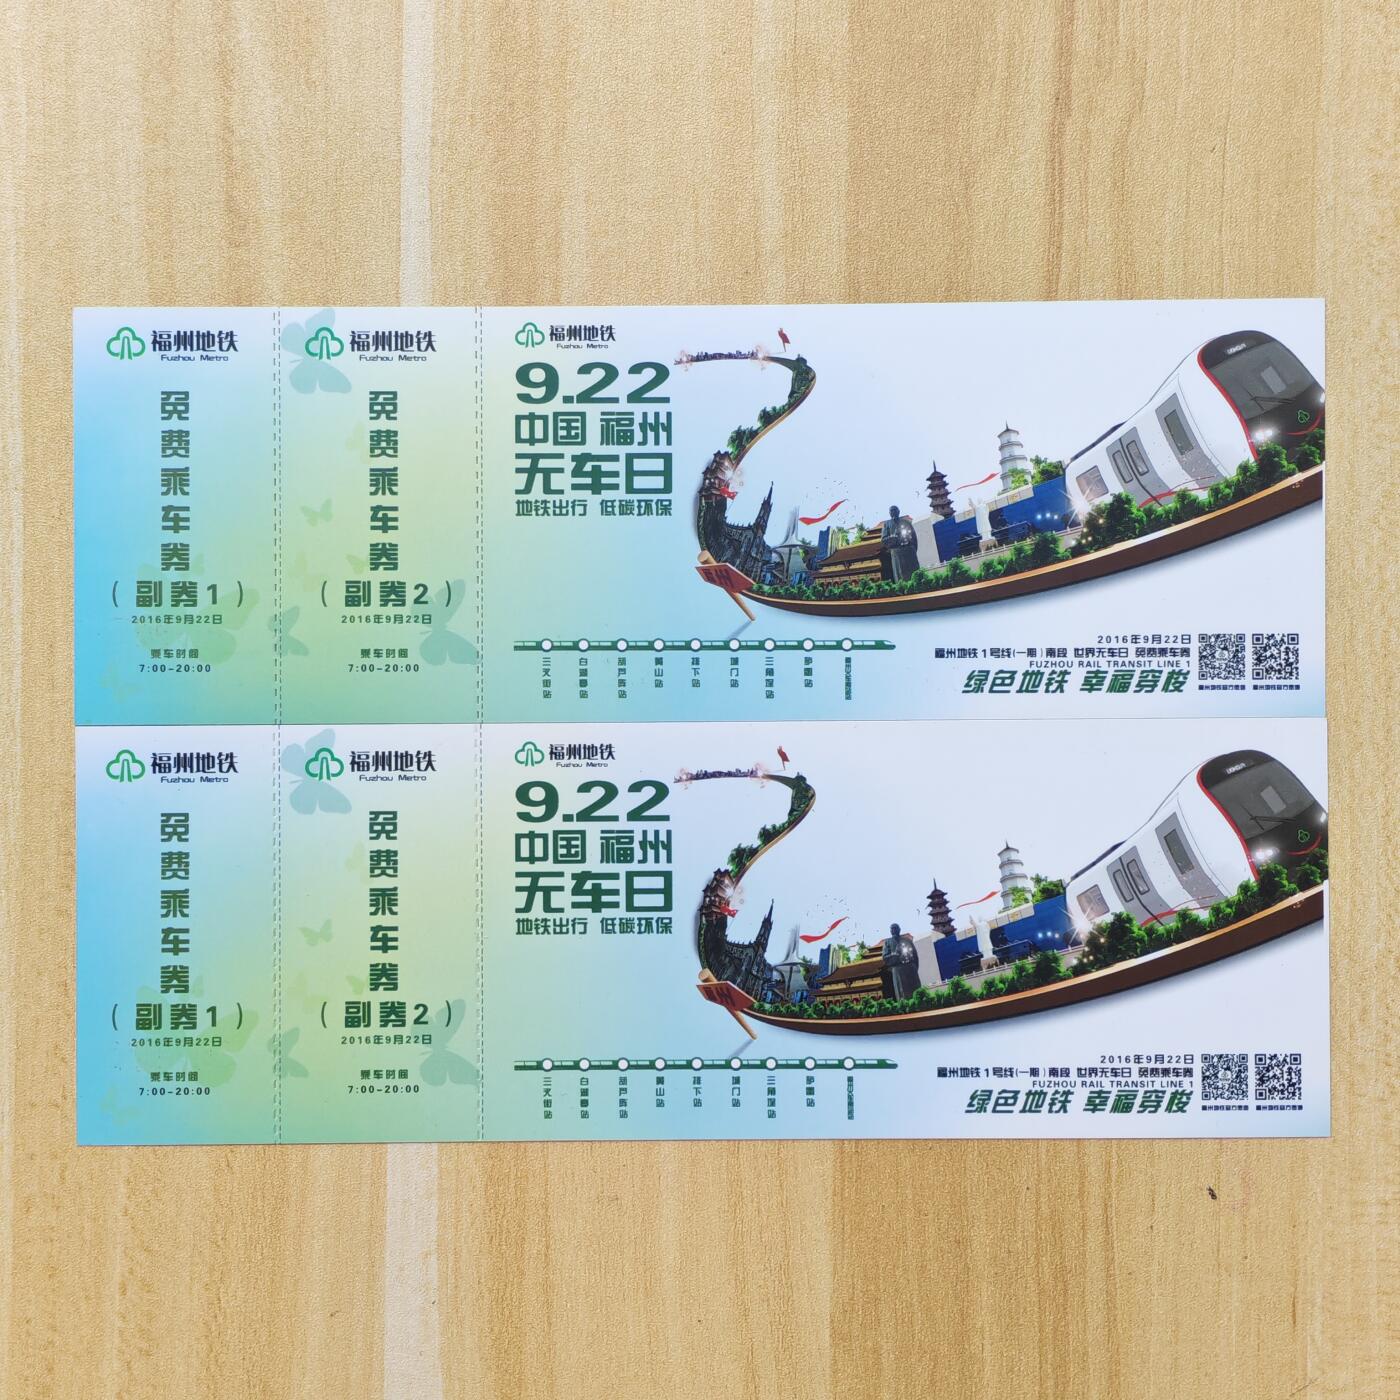 福州地铁
Fuzhou Metro
免费乘车券
(副券1)
2016年9月22日
乘车时间
7:00-20:00
福州地铁
Fuzhou Metro
免费乘车券
(副券2)
2016年9月22日
乘车时间
7:00-20:00
福州地铁
Fuzhou Metro
9.22
中国 福州
无车日
地铁出行 低碳环保
三叉街站
白湖亭站
葫芦阵站
黄山站
排下站
城门站
三角埕站
胪雷站
福州火车南站站
2016年9月22日
福州地铁1号线(一期)南段 世界无车日 免费乘车券
FUZHOU RAIL TRANSIT LINE 1
绿色地铁 幸福穿梭
福州地铁
Fuzhou Metro
免费乘车券
(副券1)
2016年9月22日
乘车时间
7:00-20:00
福州地铁
Fuzhou Metro
免费乘车券
(副券2)
2016年9月22日
乘车时间
7:00-20:00
福州地铁
Fuzhou Metro
9.22
中国 福州
无车日
地铁出行 低碳环保
三叉街站
白湖亭站
葫芦阵站
黄山站
排下站
城门站
三角埕站
胪雷站
福州火车南站站
2016年9月22日
福州地铁1号线(一期)南段 世界无车日 免费乘车券
FUZHOU RAIL TRANSIT LINE 1
绿色地铁 幸福穿梭